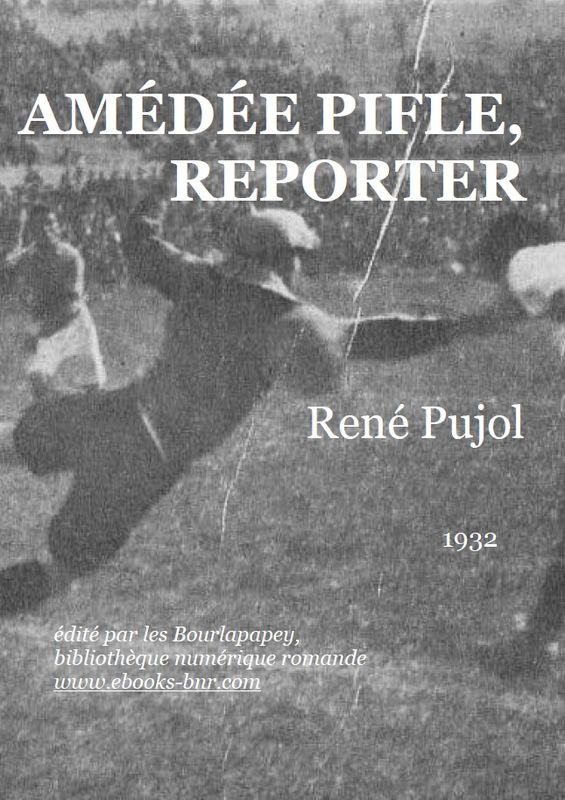 AMÉDÉE PIFLE,
REPORTER
René Pujol
1932
édité par les Bourlapapey,
bibliothèque numérique romande
www.ebooks-bnr.com